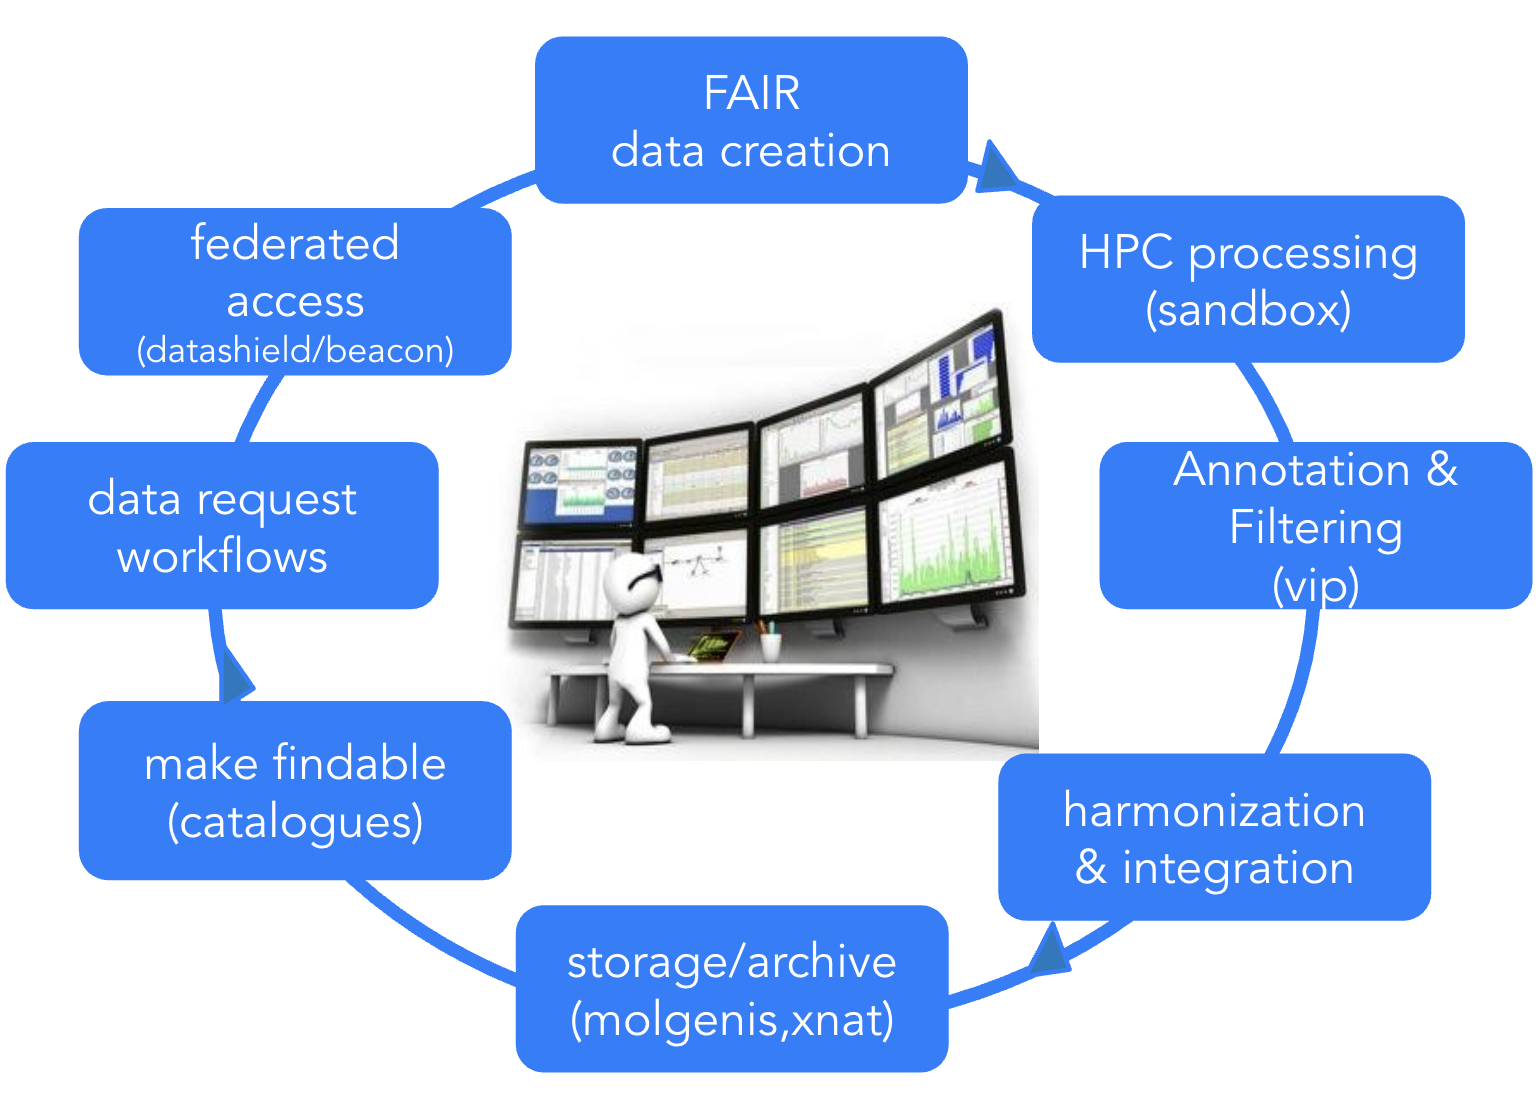 FAIR
data creation
HPC processing
(sandbox)
Annotation &
Filtering
(vip)
harmonization
& integration
storage/archive
(molgenis,xnat)
make findable
(catalogues)
data request
workflows
federated
access
(datashield/beacon)